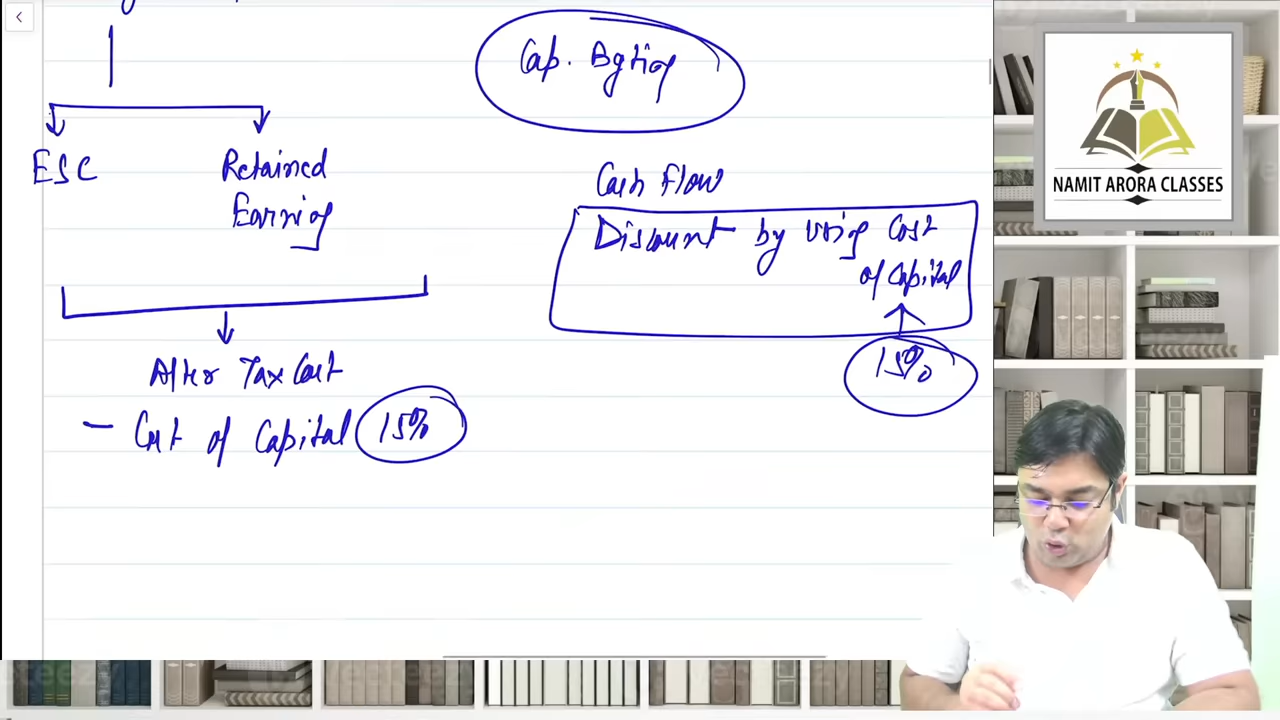 Cap. Bgting
ESC
Retained
Earning
Cash Flow
Discount by using Cost
of Capital
15%
After Tax Cost
- Cost of Capital 15%
NAMIT ARORA CLASSES